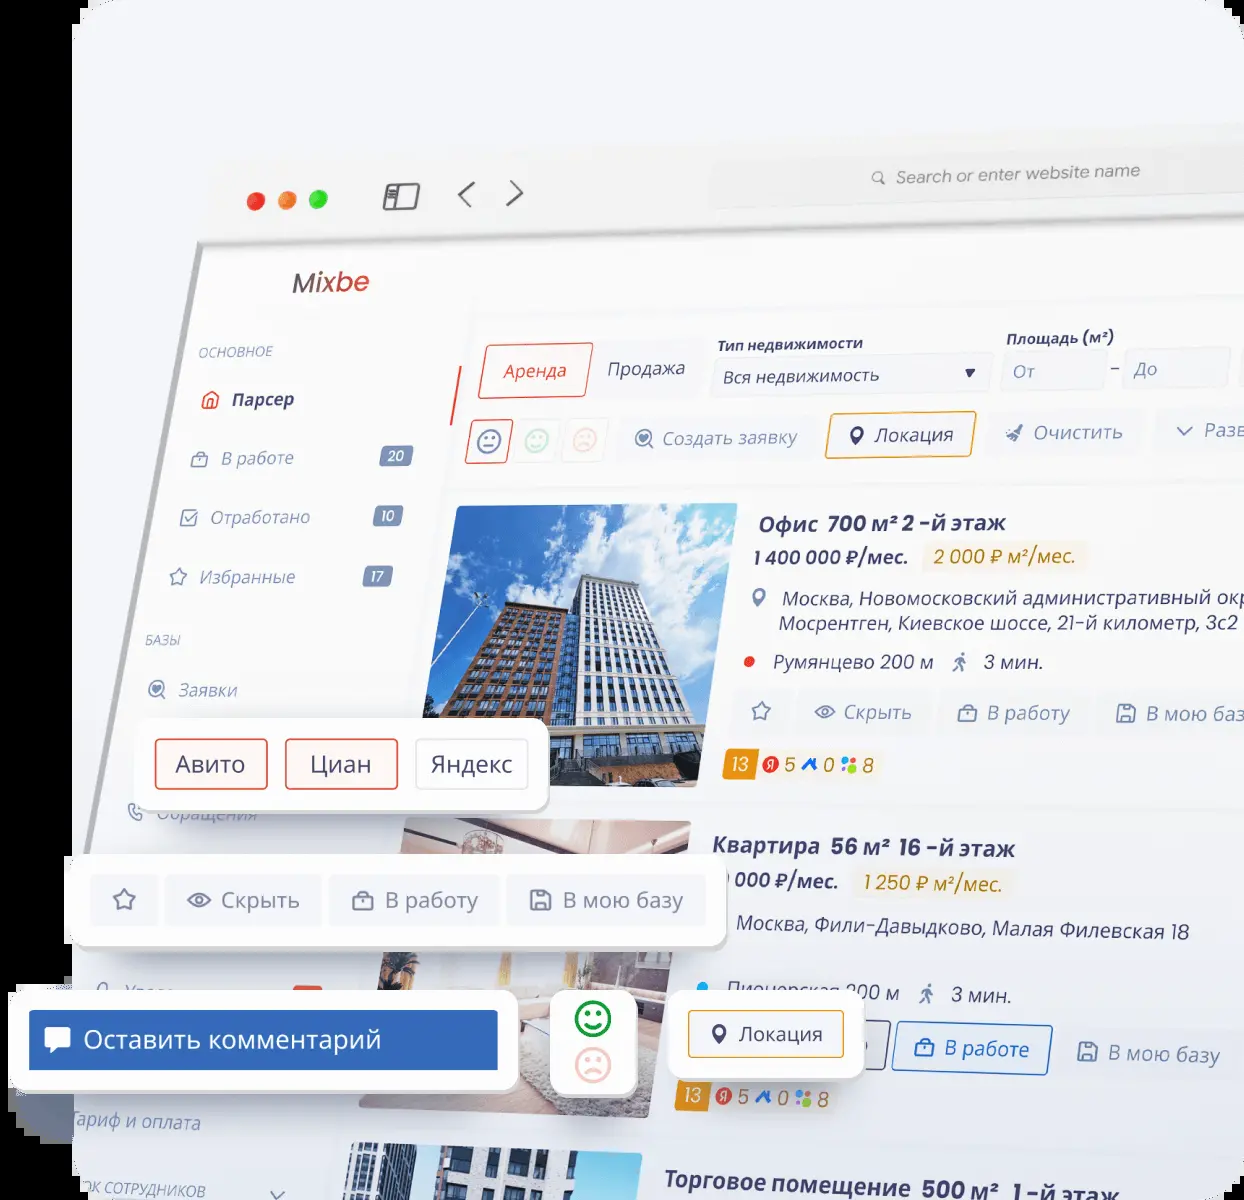 Search or enter website name
Mixbe
ОСНОВНОЕ
Парсер
В работе 20
Отработано 10
Избранные 17
БАЗЫ
Заявки
Обращения
Тариф и оплата
СОТРУДНИКОВ
Аренда Продажа
Тип недвижимости
Вся недвижимость
Площадь (м²)
От – До
Создать заявку Локация Очистить
Офис 700 м² 2 -й этаж
1 400 000 ₽/мес. 2 000 ₽ м²/мес.
Москва, Новомосковский административный окр
Мосрентген, Киевское шоссе, 21-й километр, 3с2
Румянцево 200 м 3 мин.
Скрыть В работу В мою баз
13 Я 5 0 8
Авито Циан Яндекс
Квартира 56 м² 16 -й этаж
000 ₽/мес. 1 250 ₽ м²/мес.
Москва, Фили-Давыдково, Малая Филевская 18
Скрыть В работу В мою базу
Пионерская 200 м 3 мин.
Оставить комментарий
Локация
В работе В мою базу
13 Я 5 0 8
Торговое помещение 500 м² 1 -й этаж